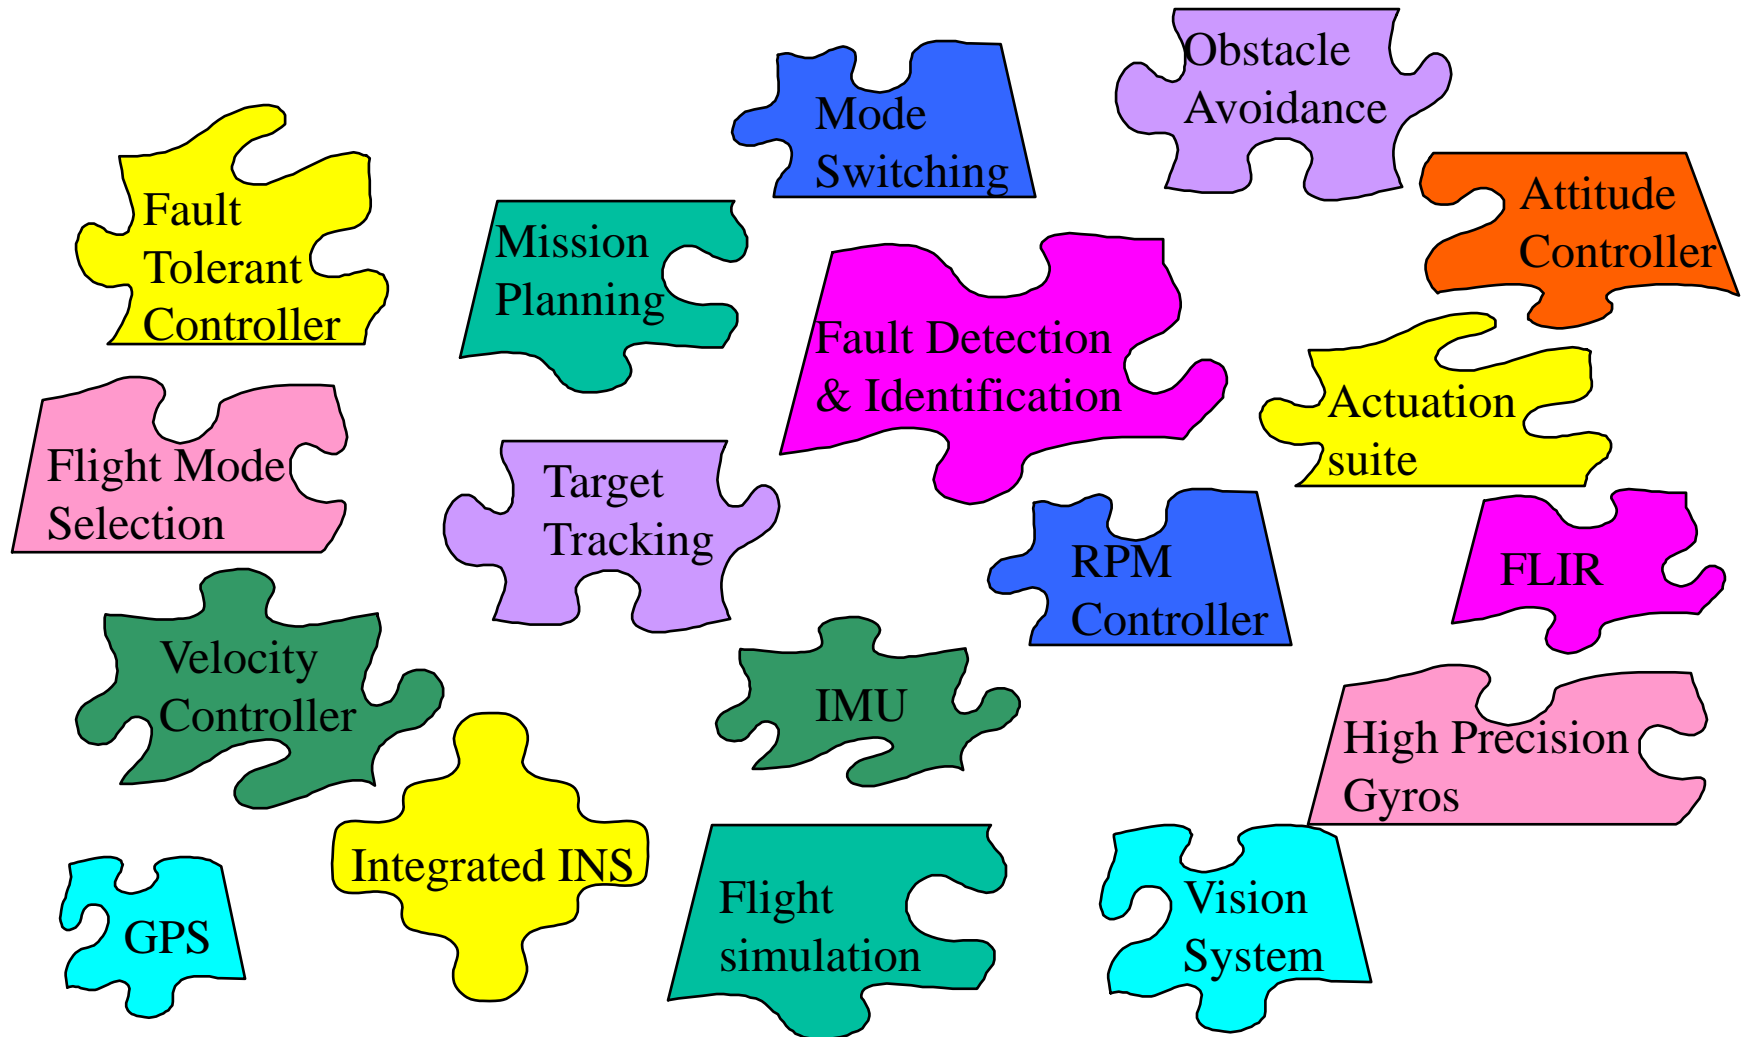 Obstacle
Avoidance
Mode
Switching
Attitude
Controller
Fault
Tolerant
Controller
Mission
Planning
Fault Detection
& Identification
Actuation
suite
Flight Mode
Selection
Target
Tracking
RPM
Controller
FLIR
Velocity
Controller
IMU
High Precision
Gyros
Integrated INS
GPS
Flight
simulation
Vision
System